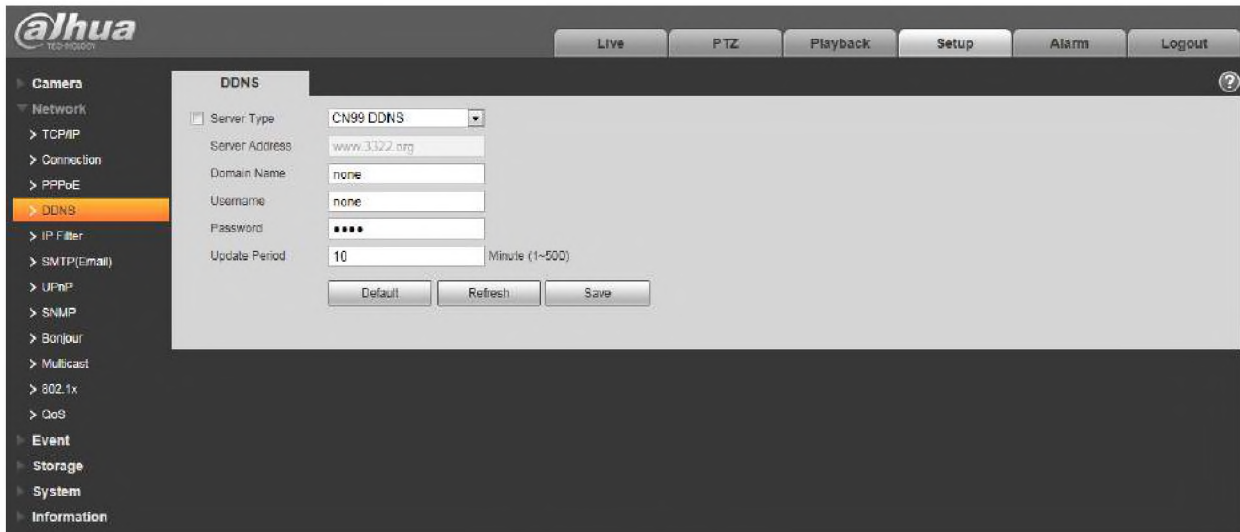 alhua
TECHNOLOGY
Live
PTZ
Playback
Setup
Alarm
Logout
Camera
Network
> TCP/IP
> Connection
> PPPoE
> DDNS
> IP Filter
> SMTP(Email)
> UPnP
> SNMP
> Bonjour
> Multicast
> 802.1x
> QoS
Event
Storage
System
Information
DDNS
?
Server Type CN99 DDNS
Server Address www.3322.org
Domain Name none
Username none
Password ••••
Update Period 10 Minute (1~500)
Default Refresh Save